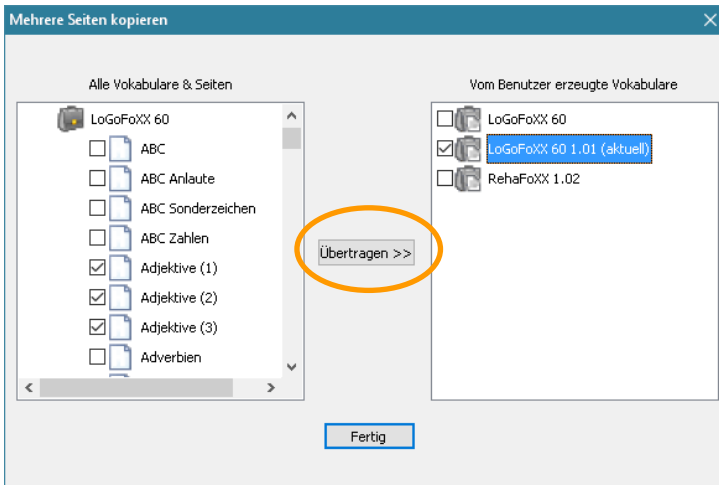 Mehrere Seiten kopieren
Alle Vokabulare & Seiten
LoGoFoXX 60
ABC
ABC Anlaute
ABC Sonderzeichen
ABC Zahlen
Adjektive (1)
Adjektive (2)
Adjektive (3)
Adverbien
Übertragen >>
Vom Benutzer erzeugte Vokabulare
LoGoFoXX 60
LoGoFoXX 60 1.01 (aktuell)
RehaFoXX 1.02
Fertig